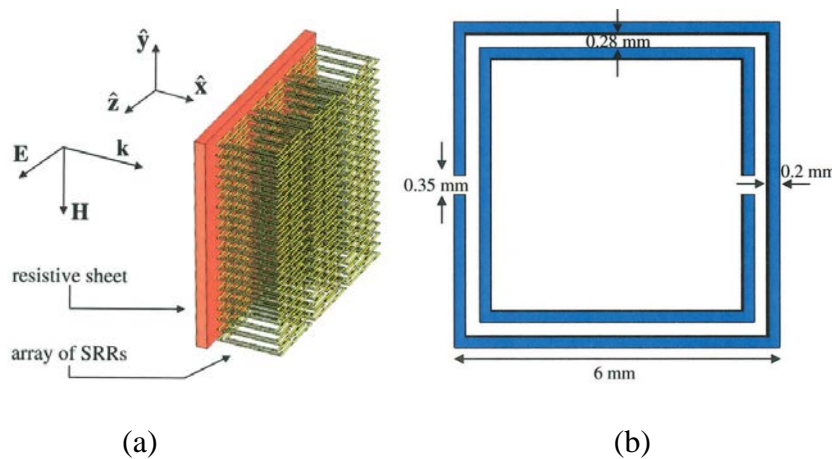 ŷ
x̂
ẑ
E
k
H
resistive sheet
array of SRRs
(a)
0.28 mm
0.35 mm
0.2 mm
6 mm
(b)